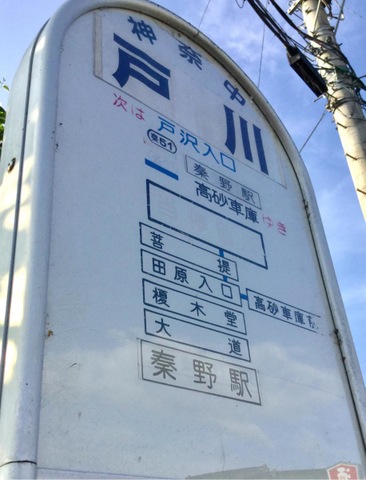 神奈中
戸川
次は 戸沢入口
秦51
秦野駅
高砂車庫 ゆき
菩提
田原入口
高砂車庫
榎木堂
大道
秦野駅